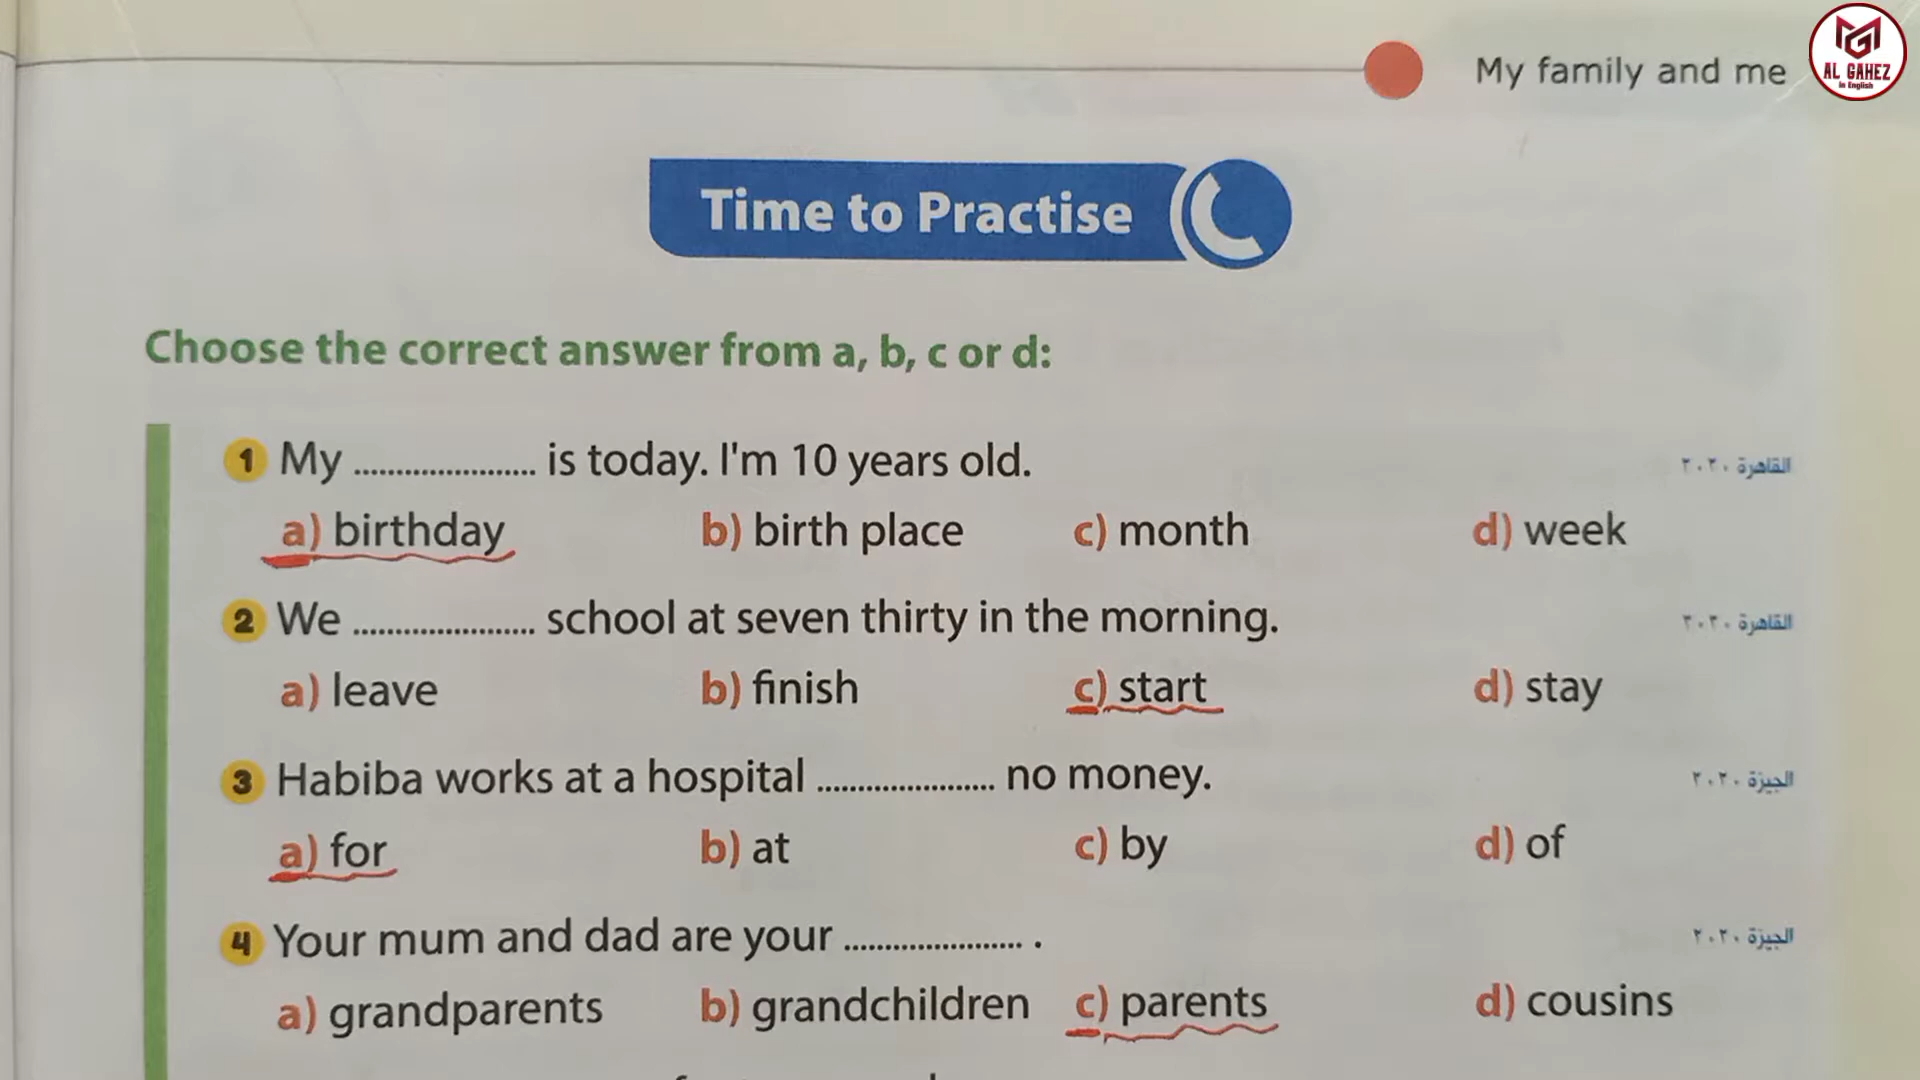 My family and me
AL GAHEZ
in English
Time to Practise
Choose the correct answer from a, b, c or d:
1 My ...................... is today. I'm 10 years old. القاهرة ٢٠٢٠
a) birthday b) birth place c) month d) week
2 We ...................... school at seven thirty in the morning. القاهرة ٢٠٢٠
a) leave b) finish c) start d) stay
3 Habiba works at a hospital ..................... no money. الجيزة ٢٠٢٠
a) for b) at c) by d) of
4 Your mum and dad are your ..................... . الجيزة ٢٠٢٠
a) grandparents b) grandchildren c) parents d) cousins